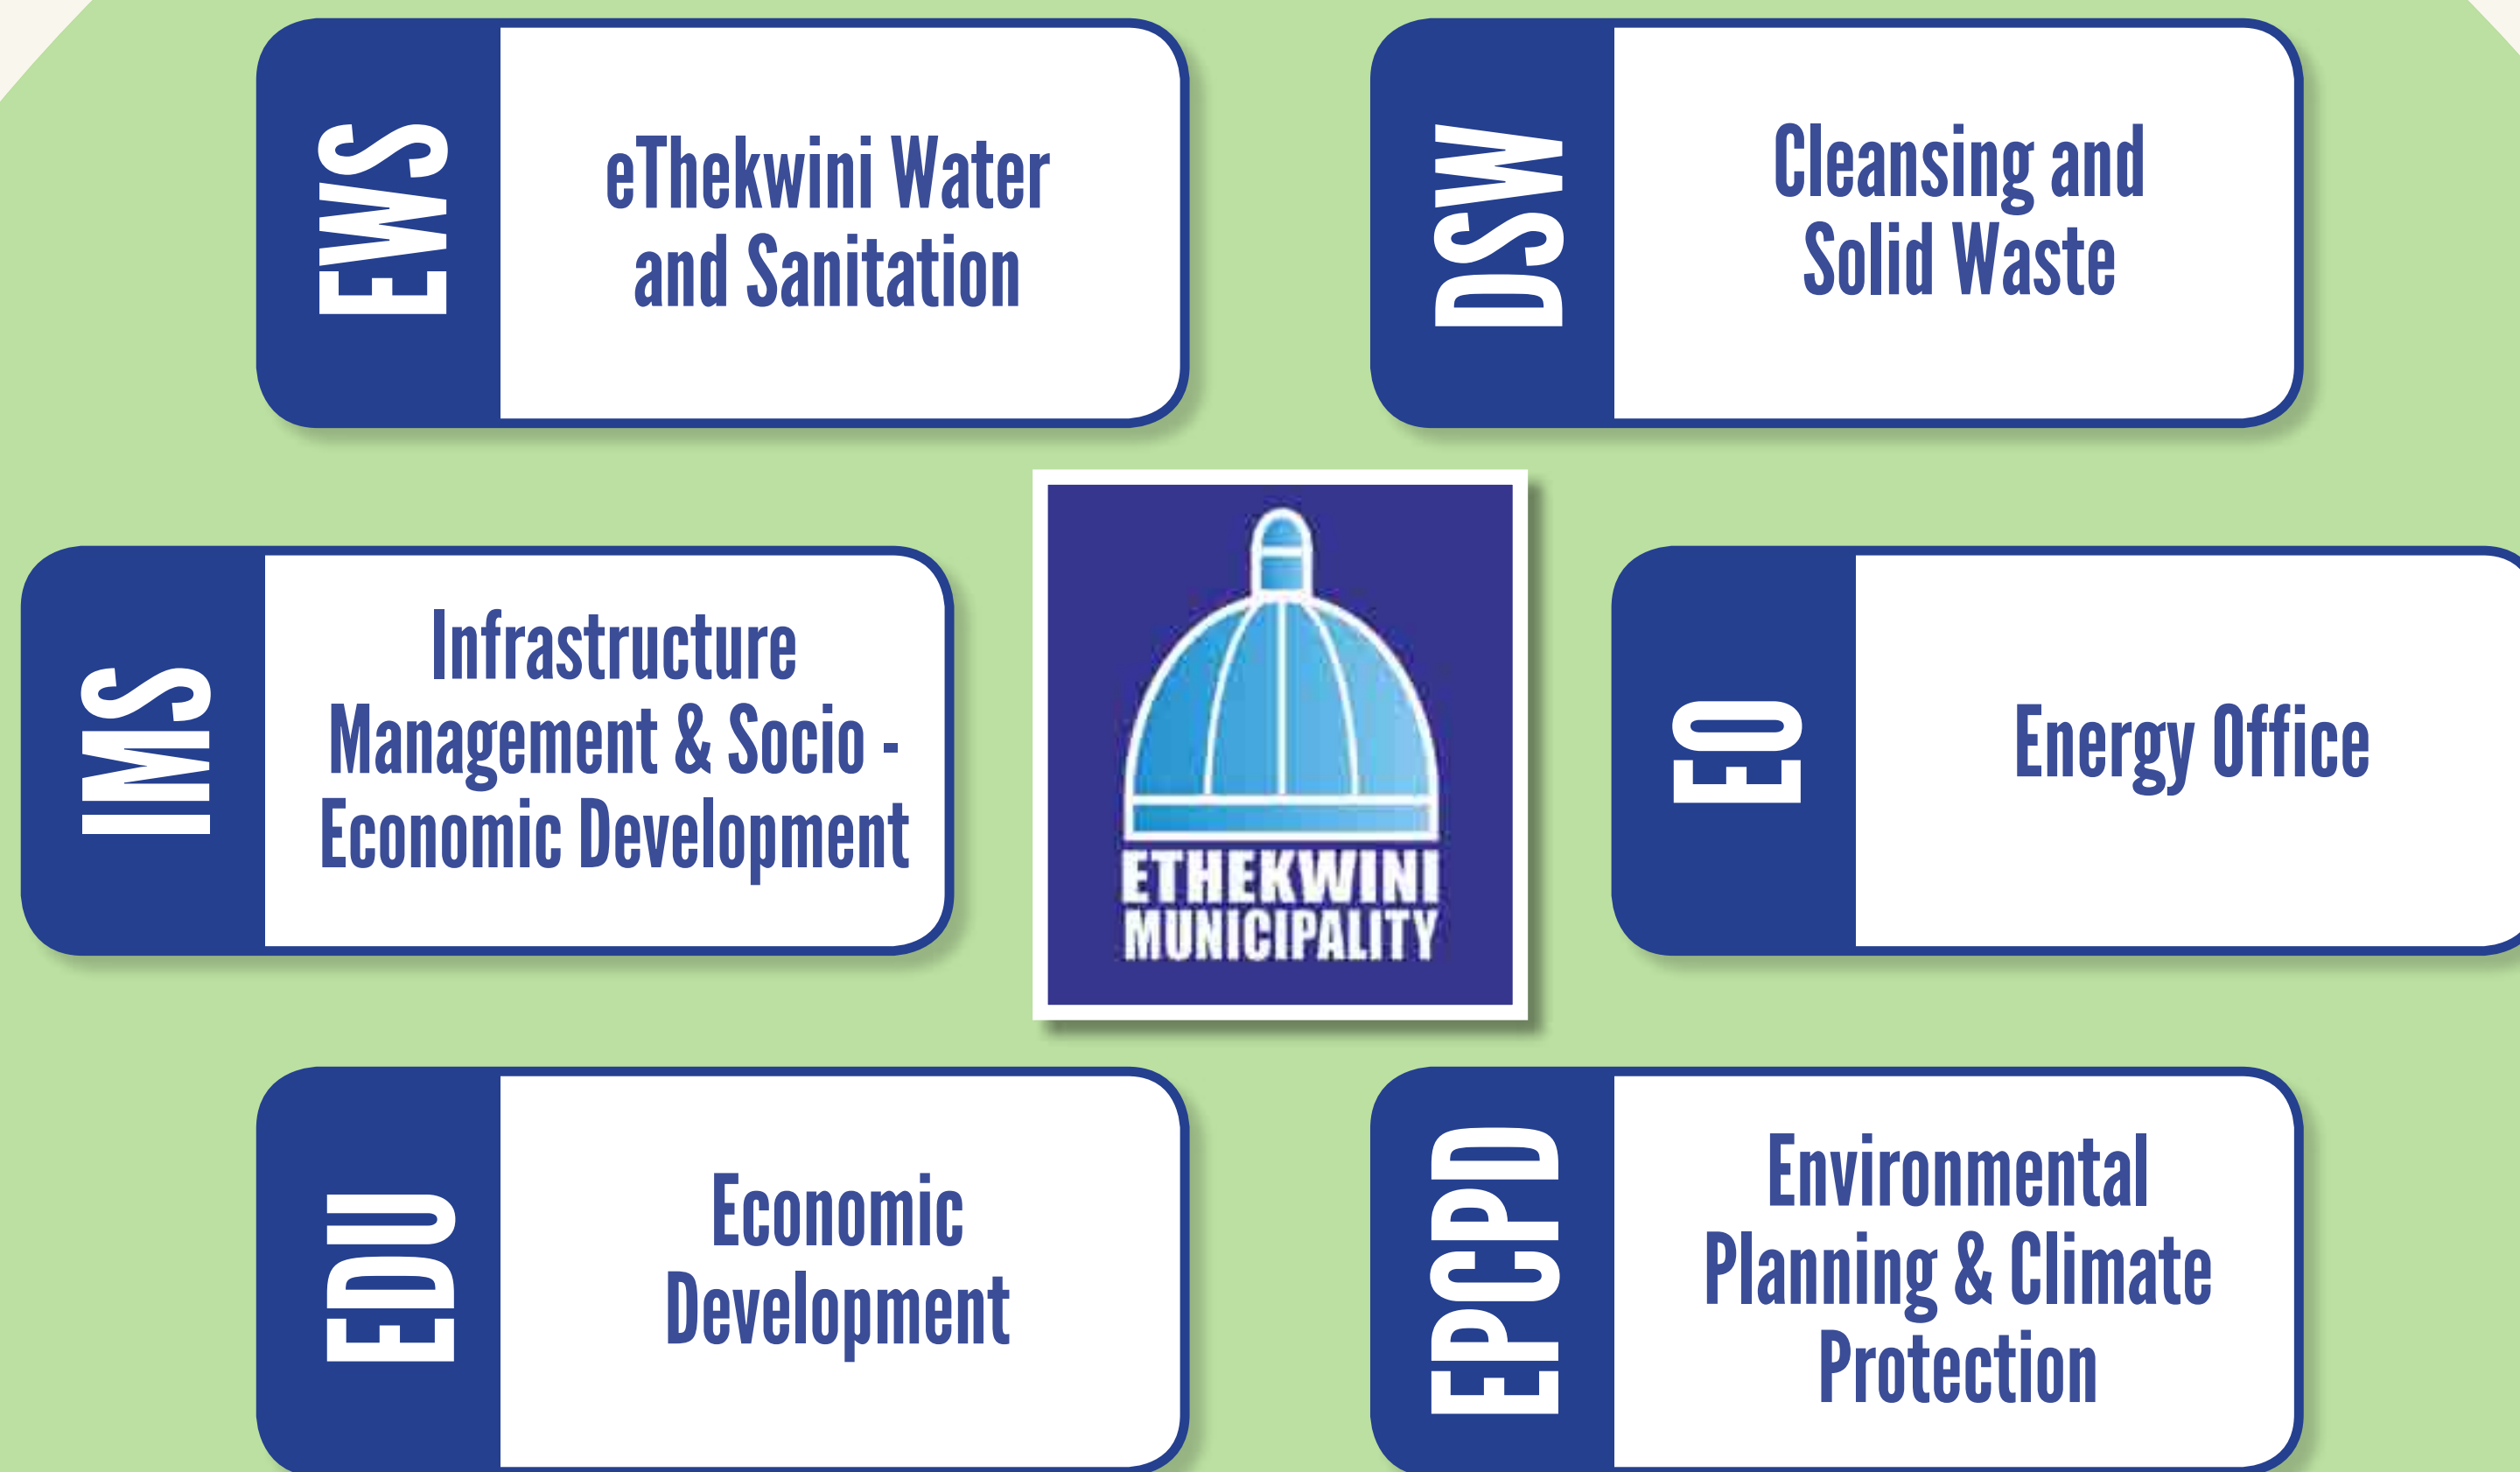 EWS
eThekwini Water
and Sanitation
DSW
Cleansing and
Solid Waste
IMS
Infrastructure
Management & Socio -
Economic Development
ETHEKWINI
MUNICIPALITY
EO
Energy Office
EDU
Economic
Development
EPCPD
Environmental
Planning & Climate
Protection